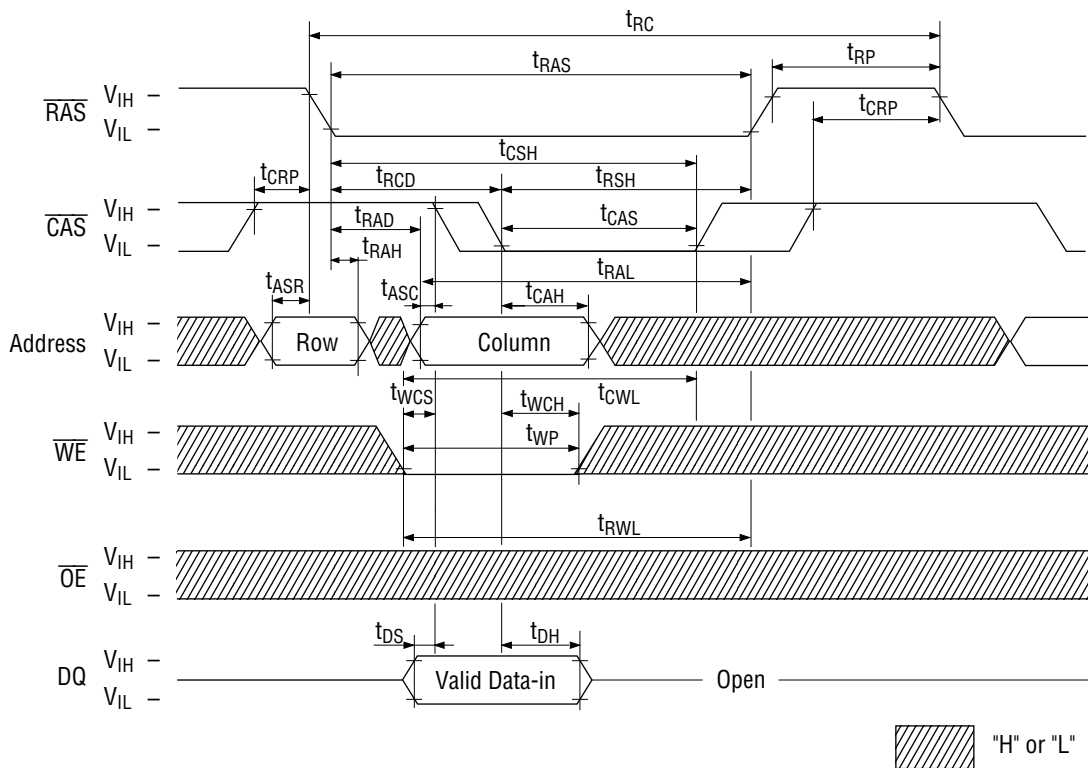 tRC
tRAS tRP
RAS VIH –
VIL –
tCRP
tCSH
tCRP tRCD tRSH
CAS VIH –
VIL –
tRAD tCAS
tRAH
tRAL
tASR tASC tCAH
Address VIH –
VIL –
Row Column
tCWL
tWCS tWCH
WE VIH –
VIL –
tWP
tRWL
OE VIH –
VIL –
tDS tDH
DQ VIH –
VIL –
Valid Data-in Open
"H" or "L"